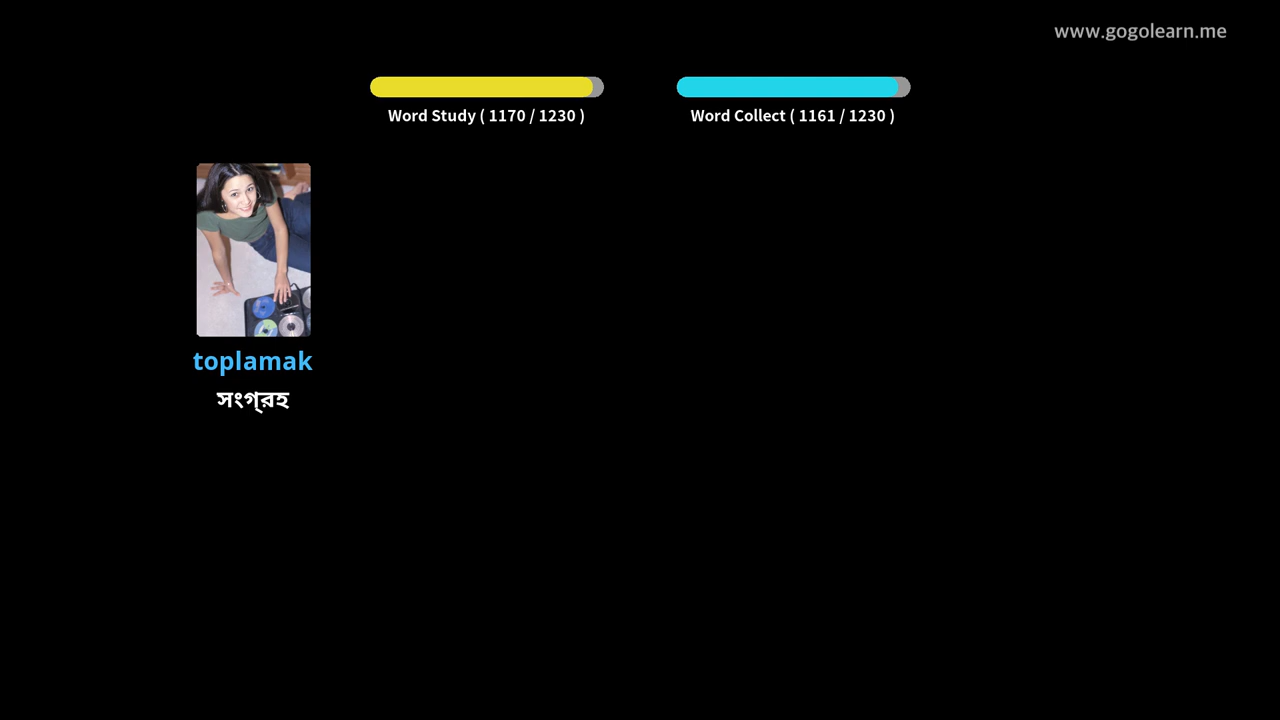 www.gogolearn.me
Word Study ( 1170 / 1230 )
Word Collect ( 1161 / 1230 )
toplamak
সংগ্রহ